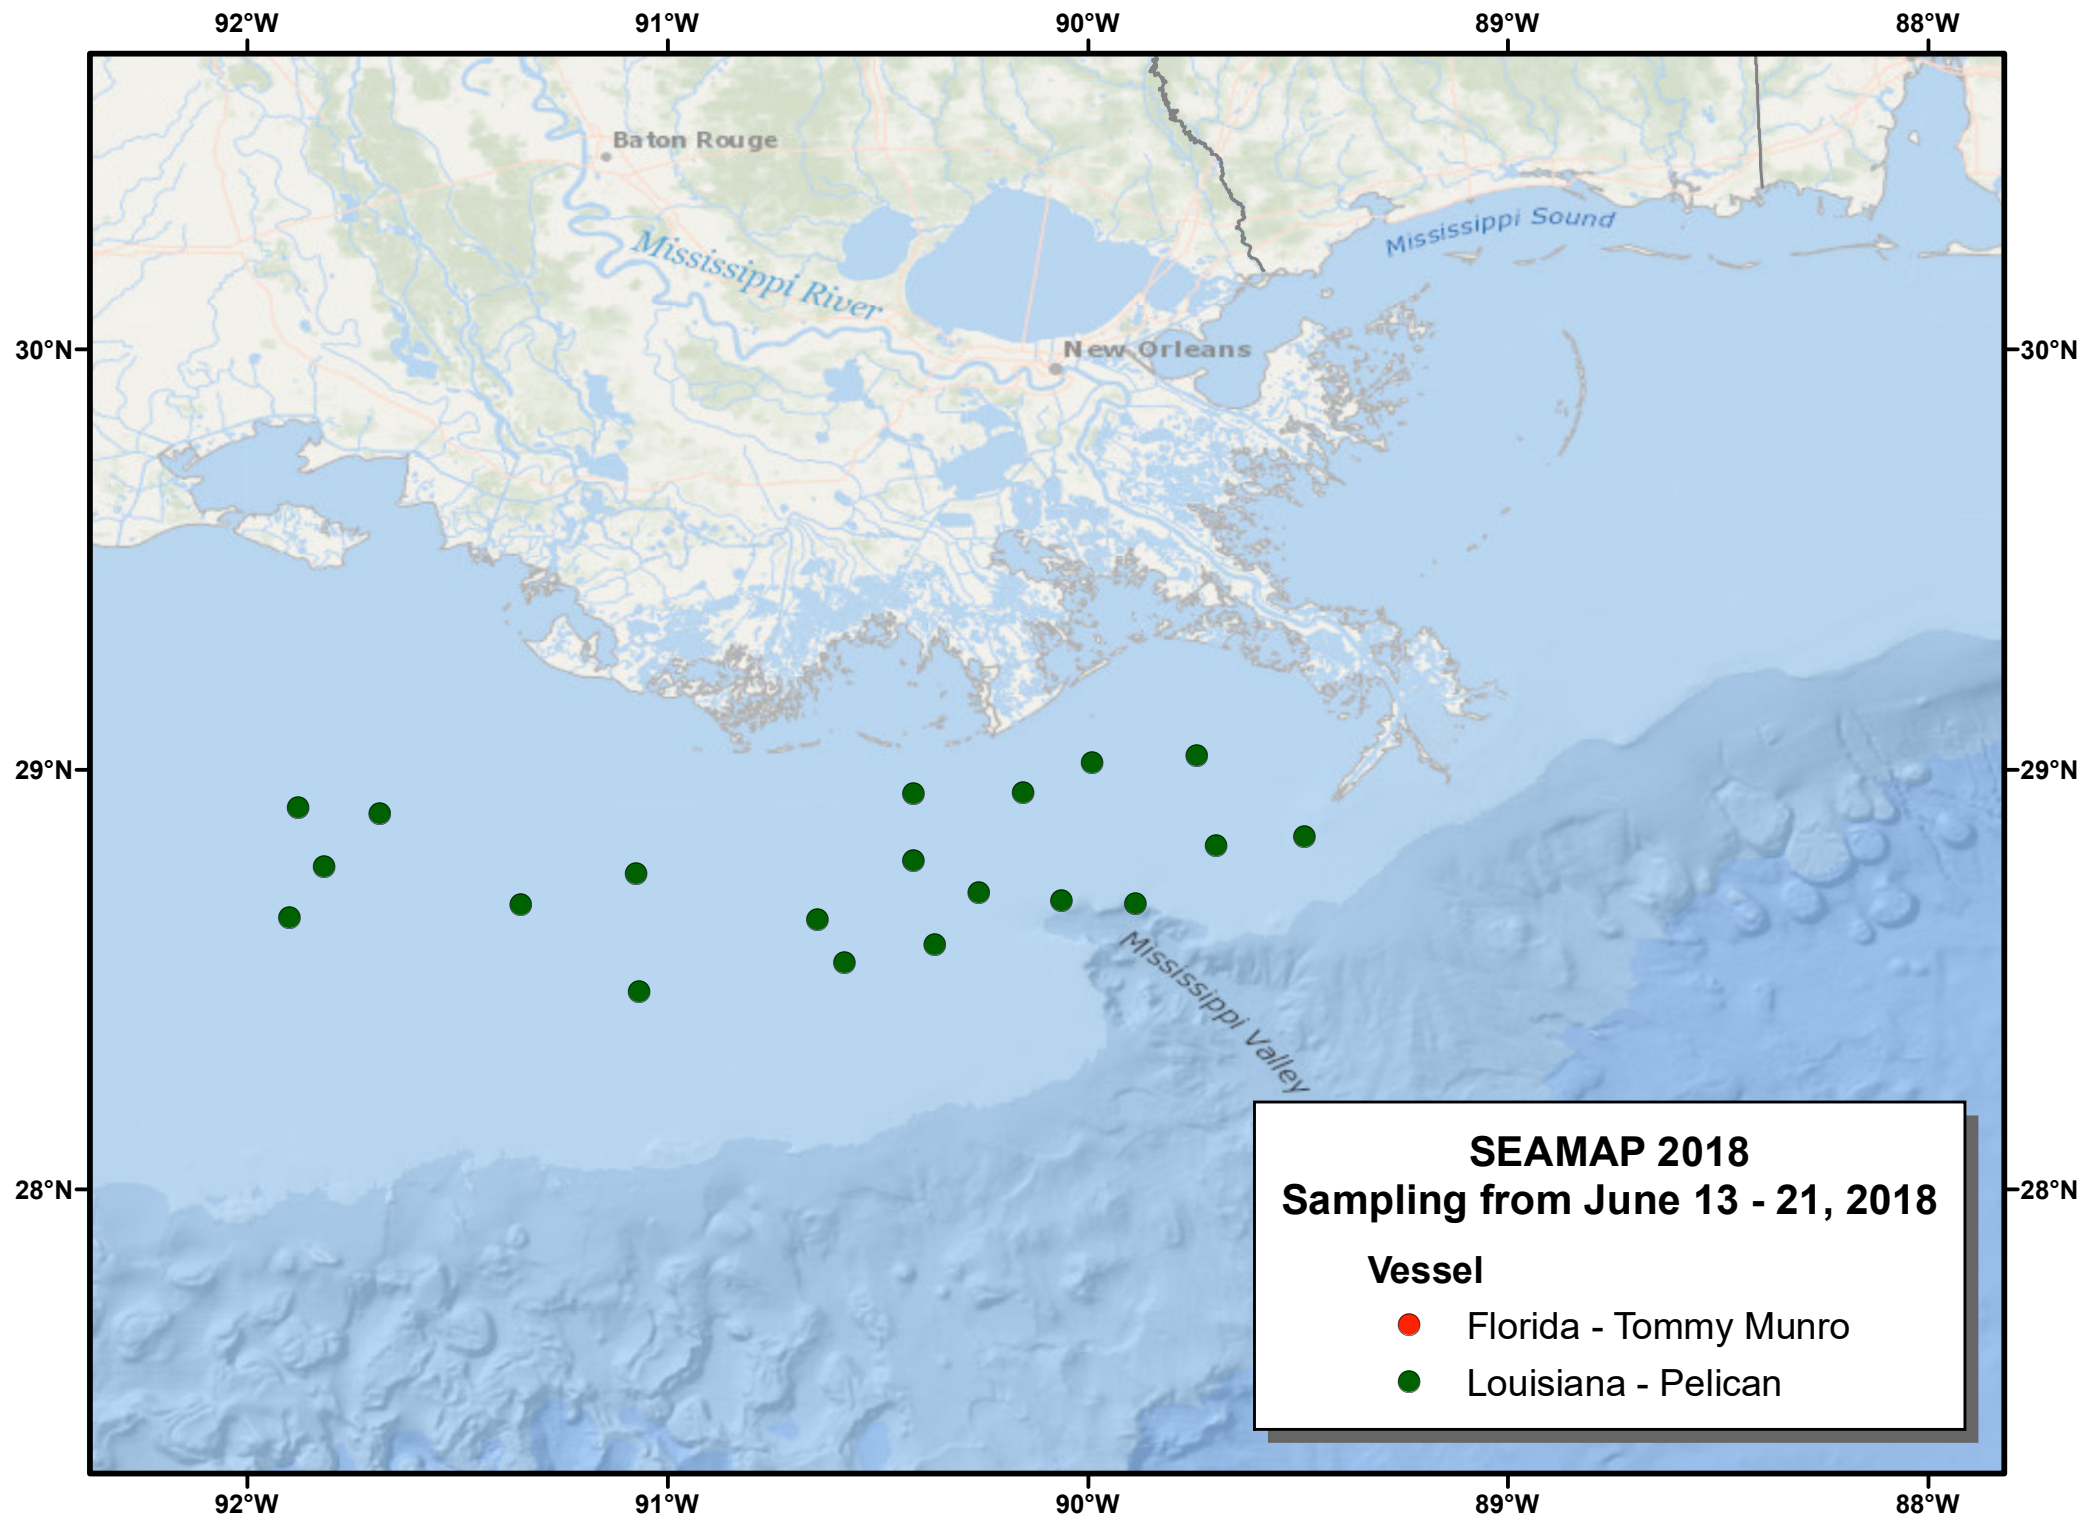 92°W 91°W 90°W 89°W 88°W
Baton Rouge
Mississippi Sound
Mississippi River
30°N New Orleans 30°N
29°N 29°N
Mississippi Valley
SEAMAP 2018
28°N 28°N
Sampling from June 13 - 21, 2018
Vessel
Florida - Tommy Munro
Louisiana - Pelican
92°W 91°W 90°W 89°W 88°W